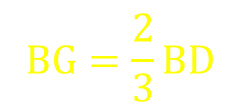 BG = 2/3 BD